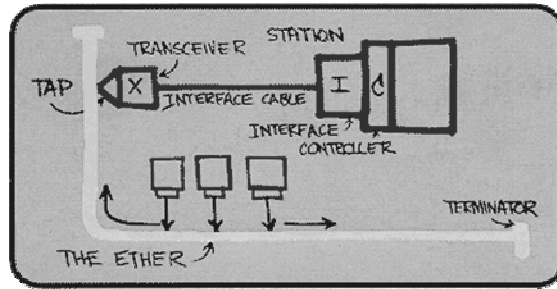 STATION
TRANSCEIVER
TAP
X
I
C
INTERFACE CABLE
INTERFACE
CONTROLLER
TERMINATOR
THE ETHER